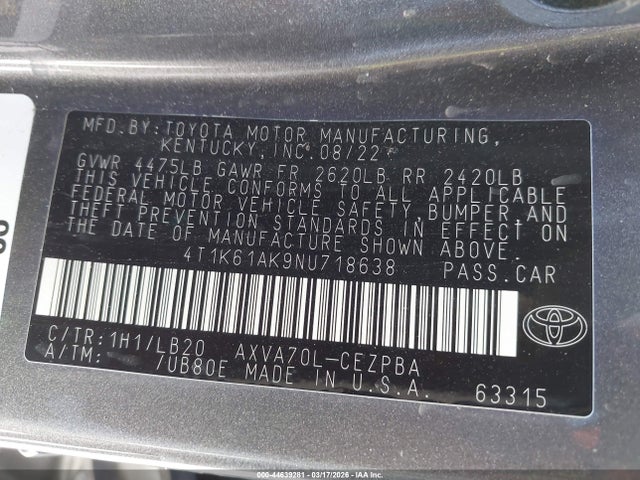 MFD.BY:TOYOTA MOTOR MANUFACTURING,
KENTUCKY, INC.08/22
GVWR 4475LB GAWR FR 2620LB RR 2420LB
THIS VEHICLE CONFORMS TO ALL APPLICABLE
FEDERAL MOTOR VEHICLE SAFETY, BUMPER, AND
THEFT PREVENTION STANDARDS IN EFFECT ON
THE DATE OF MANUFACTURE SHOWN ABOVE.
4T1K61AK9NU718638 PASS.CAR
C/TR:1H1/LB20 AXVA70L-CEZPBA
A/TM: /UB80E MADE IN U.S.A. 63315
000-44639281 - 03/17/2026 - IAA Inc.